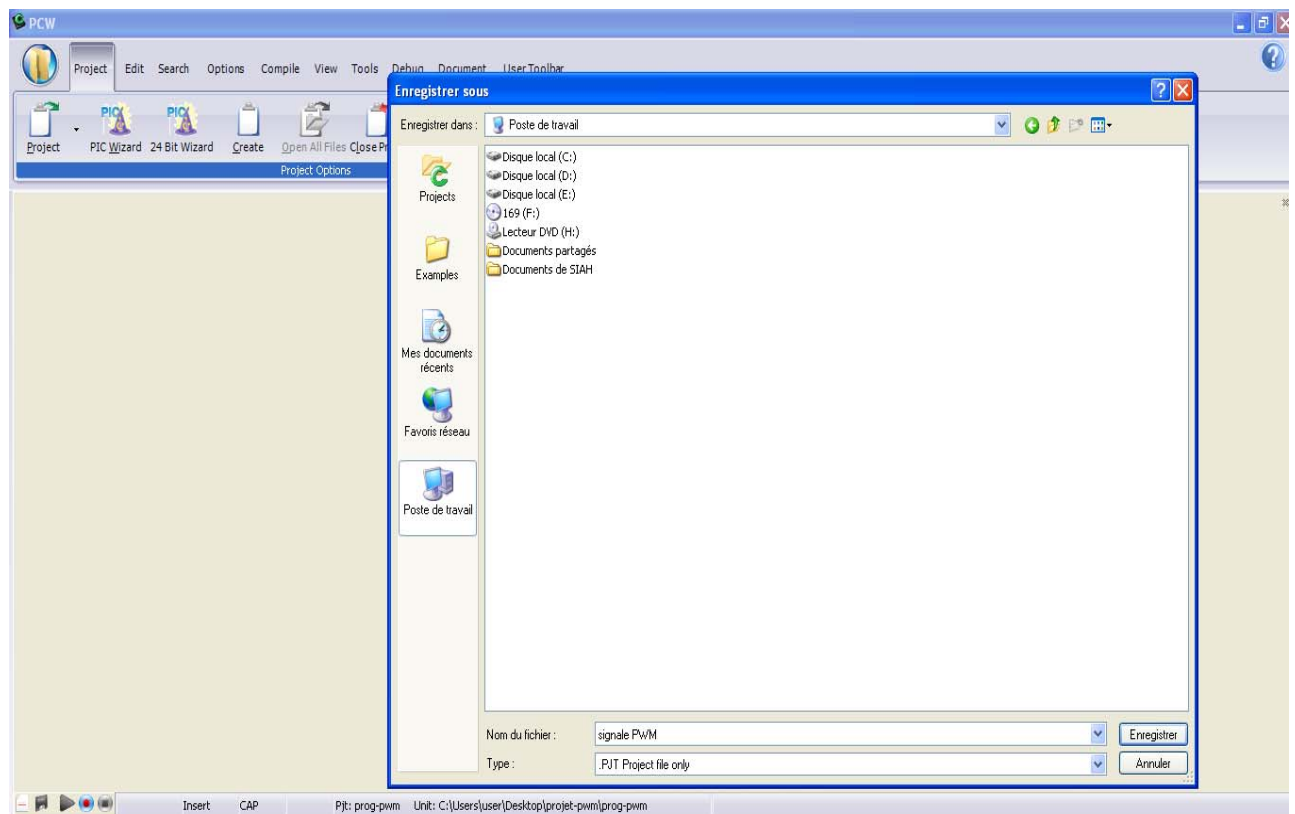 PCW
Project Edit Search Options Compile View Tools Debug Document User Toolbar
PIC PIC
Project PIC Wizard 24 Bit Wizard Create Open All Files Close Pr
Project Options
Enregistrer sous
Enregistrer dans : Poste de travail
Projects
Examples
Mes documents récents
Favoris réseau
Poste de travail
Disque local (C:)
Disque local (D:)
Disque local (E:)
169 (F:)
Lecteur DVD (H:)
Documents partagés
Documents de SIAH
Nom du fichier : signale PWM Enregistrer
Type : .PJT Project file only Annuler
Insert CAP Pjt: prog-pwm Unit: C:\Users\user\Desktop\projet-pwm\prog-pwm